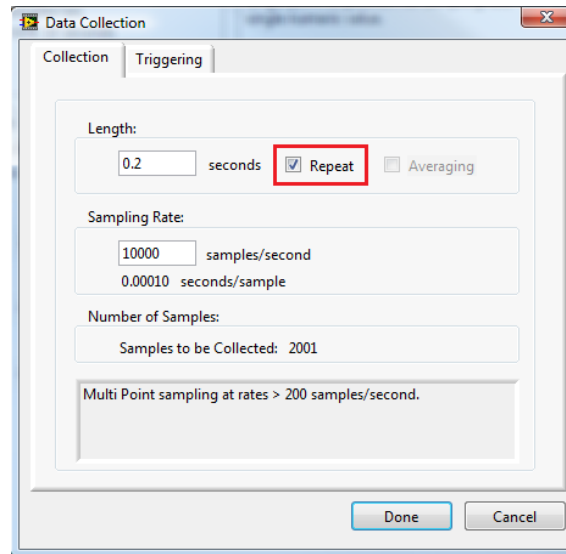 Data Collection
Collection Triggering
Length:
0.2 seconds Repeat Averaging
Sampling Rate:
10000 samples/second
0.00010 seconds/sample
Number of Samples:
Samples to be Collected: 2001
Multi Point sampling at rates > 200 samples/second.
Done Cancel